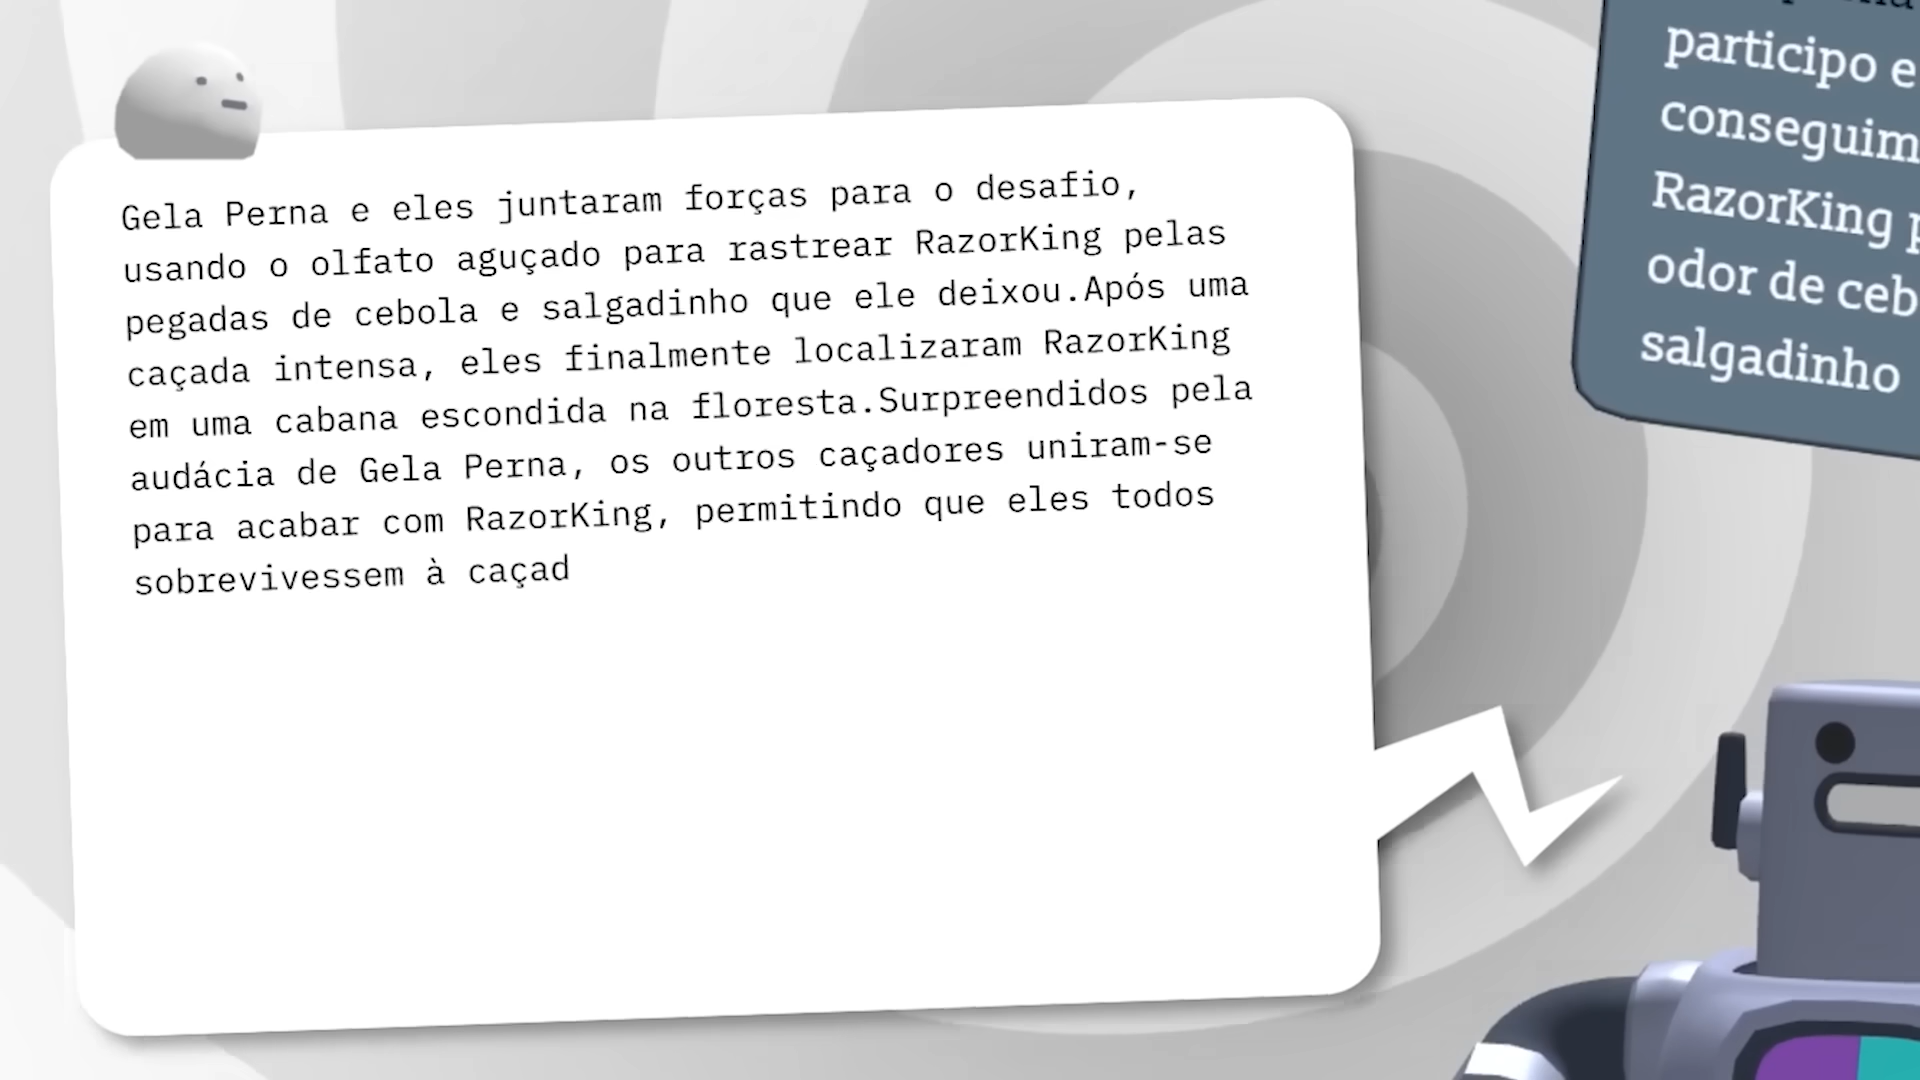 Gela Perna e eles juntaram forças para o desafio,
usando o olfato aguçado para rastrear RazorKing pelas
pegadas de cebola e salgadinho que ele deixou.Após uma
caçada intensa, eles finalmente localizaram RazorKing
em uma cabana escondida na floresta.Surpreendidos pela
audácia de Gela Perna, os outros caçadores uniram-se
para acabar com RazorKing, permitindo que eles todos
sobrevivessem à caçad
participo e
conseguim
RazorKing p
odor de ceb
salgadinho